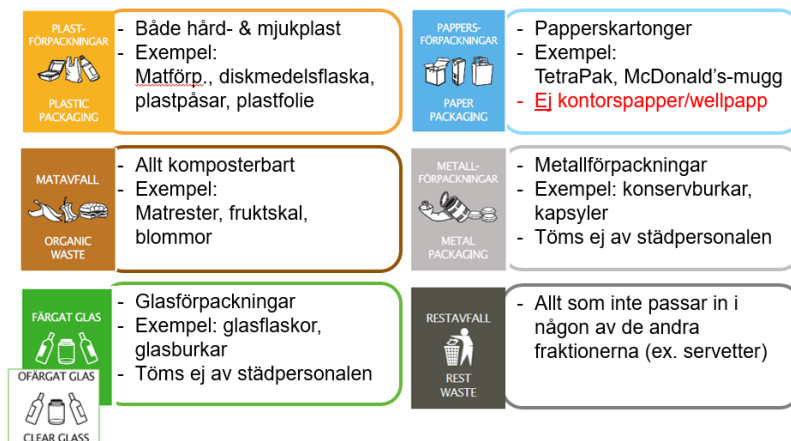 PLAST-
FÖRPACKNINGAR
PLASTIC
PACKAGING
- Både hård- & mjukplast
- Exempel:
Matförp., diskmedelsflaska,
plastpåsar, plastfolie
PAPPERS-
FÖRPACKNINGAR
PAPER
PACKAGING
- Papperskartonger
- Exempel:
TetraPak, McDonald's-mugg
- Ej kontorspapper/wellpapp
MATAVFALL
ORGANIC
WASTE
- Allt komposterbart
- Exempel:
Matrester, fruktskal,
blommor
METALL-
FÖRPACKNINGAR
METAL
PACKAGING
- Metallförpackningar
- Exempel: konservburkar,
kapsyler
- Töms ej av städpersonalen
FÄRGAT GLAS
OFÄRGAT GLAS
CLEAR GLASS
- Glasförpackningar
- Exempel: glasflaskor,
glasburkar
- Töms ej av städpersonalen
RESTAVFALL
REST
WASTE
- Allt som inte passar in i
någon av de andra
fraktionerna (ex. servetter)